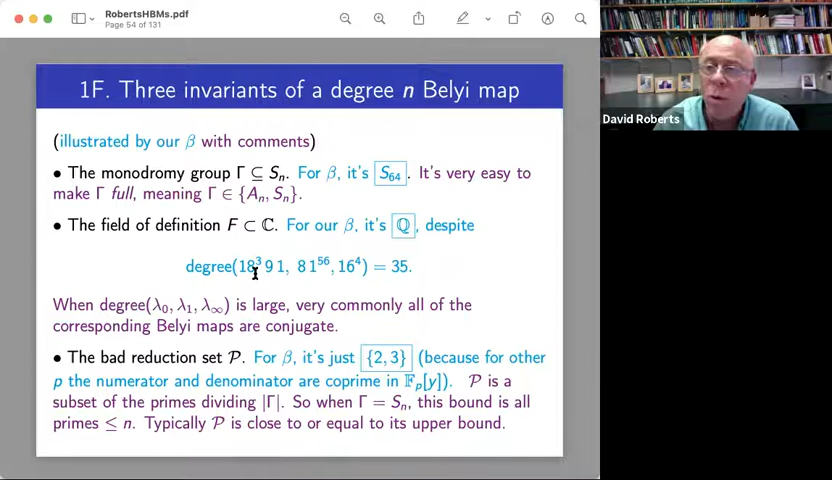 RobertsHBMs.pdf
Page 54 of 131
1F. Three invariants of a degree n Belyi map
(illustrated by our β with comments)
• The monodromy group Γ ⊆ Sₙ. For β, it's S₆₄. It's very easy to
make Γ full, meaning Γ ∈ {Aₙ, Sₙ}.
• The field of definition F ⊂ ℂ. For our β, it's ℚ, despite
degree(18³ 9 1, 8 1⁵⁶, 16⁴) = 35.
When degree(λ₀, λ₁, λ∞) is large, very commonly all of the
corresponding Belyi maps are conjugate.
• The bad reduction set 𝒫. For β, it's just {2, 3} (because for other
p the numerator and denominator are coprime in 𝔽ₚ[y]). 𝒫 is a
subset of the primes dividing |Γ|. So when Γ = Sₙ, this bound is all
primes ≤ n. Typically 𝒫 is close to or equal to its upper bound.
David Roberts